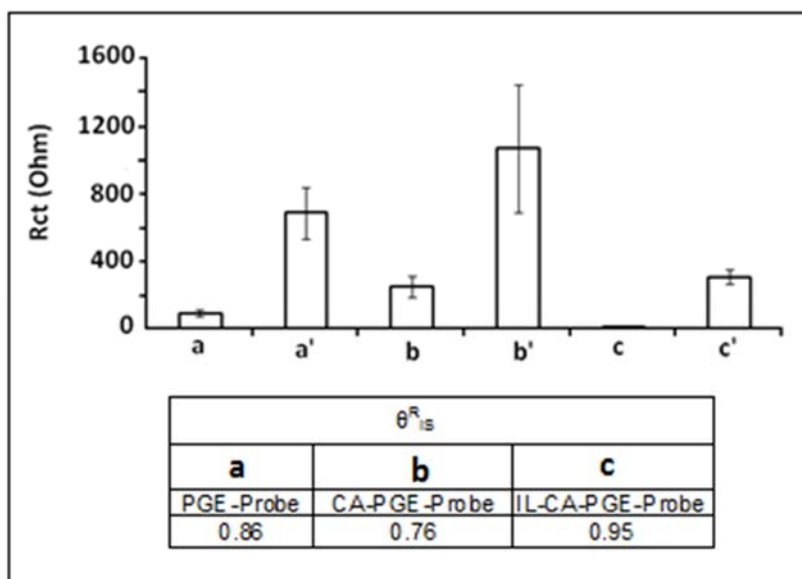 1600
1200
800
400
0
Rct (Ohm)
a a' b b' c c'
θᴿIS
a b c
PGE-Probe CA-PGE-Probe IL-CA-PGE-Probe
0.86 0.76 0.95